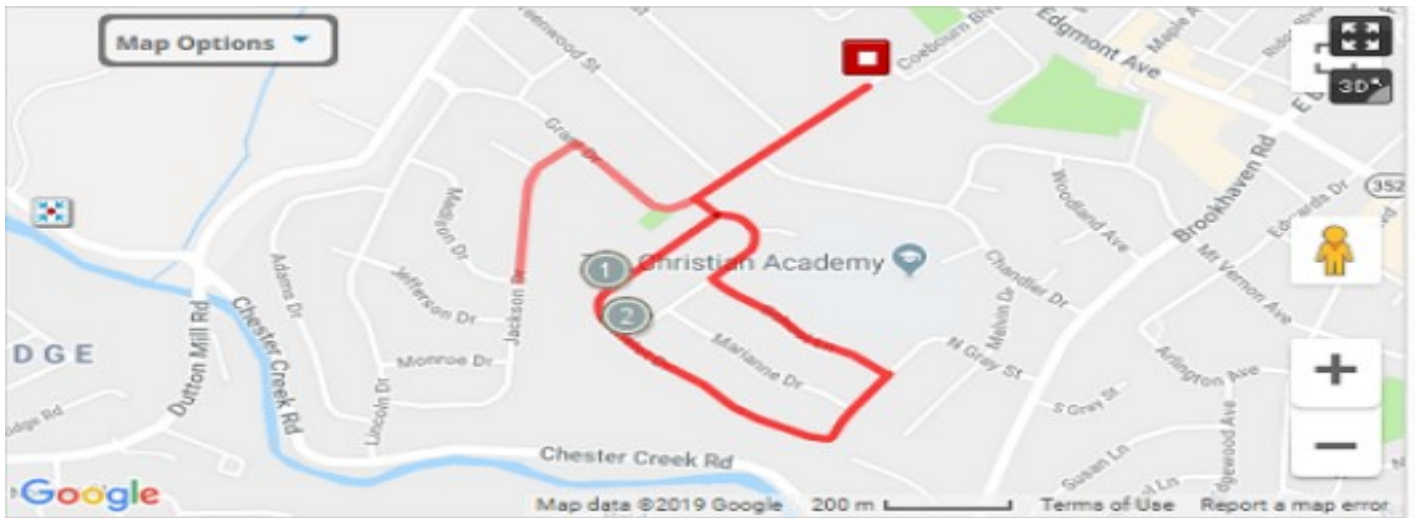 Map Options
Coebourn Blv
Edgmont Ave
Maple A
3D
Grant Dr
352
Woodland Ave
Brookhaven Rd
Edwards Dr
Madison Dr
Christian Academy
1
Mt Vernon Ave
Adams Dr
Jefferson Dr
Jackson Dr
Chandler Dr
2
Dutton Mill Rd
Chester Creek Rd
Melvin Dr
DGE
Marianne Dr
N Gray St
Monroe Dr
Arlington Ave
Lincoln Dr
S Gray St
dgewood Ave
Chester Creek Rd
Susan Ln
Google
Map data ©2019 Google
200 m
Terms of Use
Report a map error